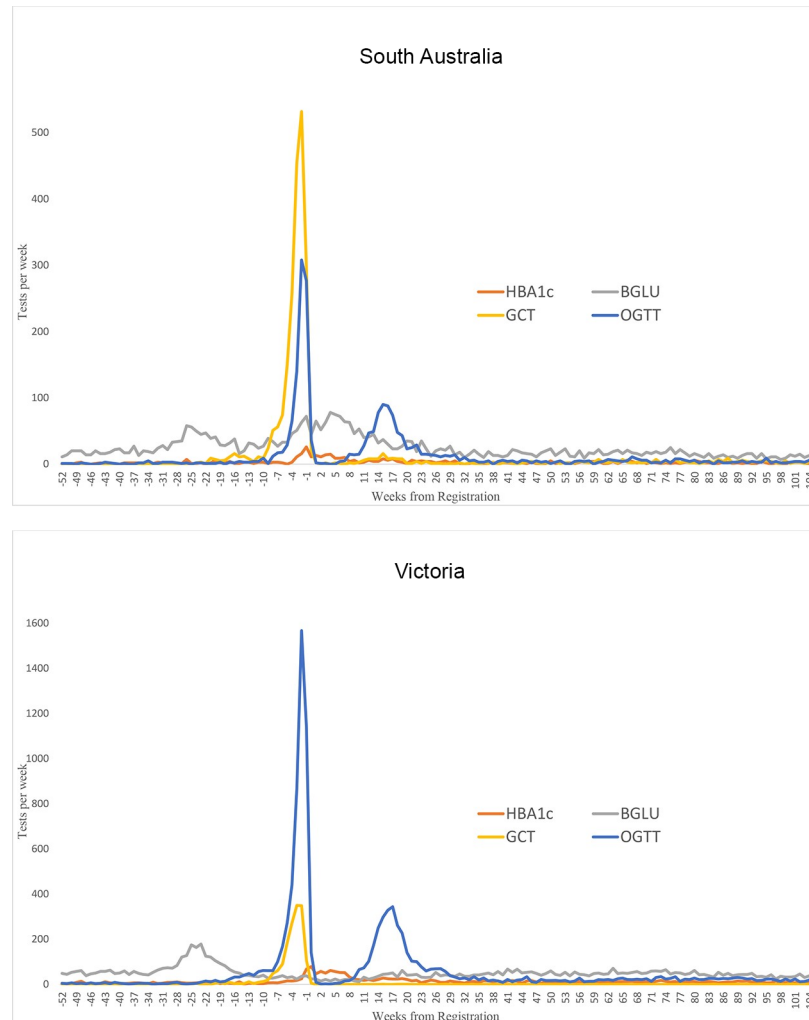 South Australia
500
400
300
200
100
0
Tests per week
HBA1c BGLU
GCT OGTT
-52 -49 -46 -43 -40 -37 -34 -31 -28 -25 -22 -19 -16 -13 -10 -7 -4 -1 2 5 8 11 14 17 20 23 26 29 32 35 38 41 44 47 50 53 56 59 62 65 68 71 74 77 80 83 86 89 92 95 98 101 104
Weeks from Registration
Victoria
1600
1400
1200
1000
800
600
400
200
0
Tests per week
HBA1c BGLU
GCT OGTT
-52 -49 -46 -43 -40 -37 -34 -31 -28 -25 -22 -19 -16 -13 -10 -7 -4 -1 2 5 8 11 14 17 20 23 26 29 32 35 38 41 44 47 50 53 56 59 62 65 68 71 74 77 80 83 86 89 92 95 98 101 104
Weeks from Registration